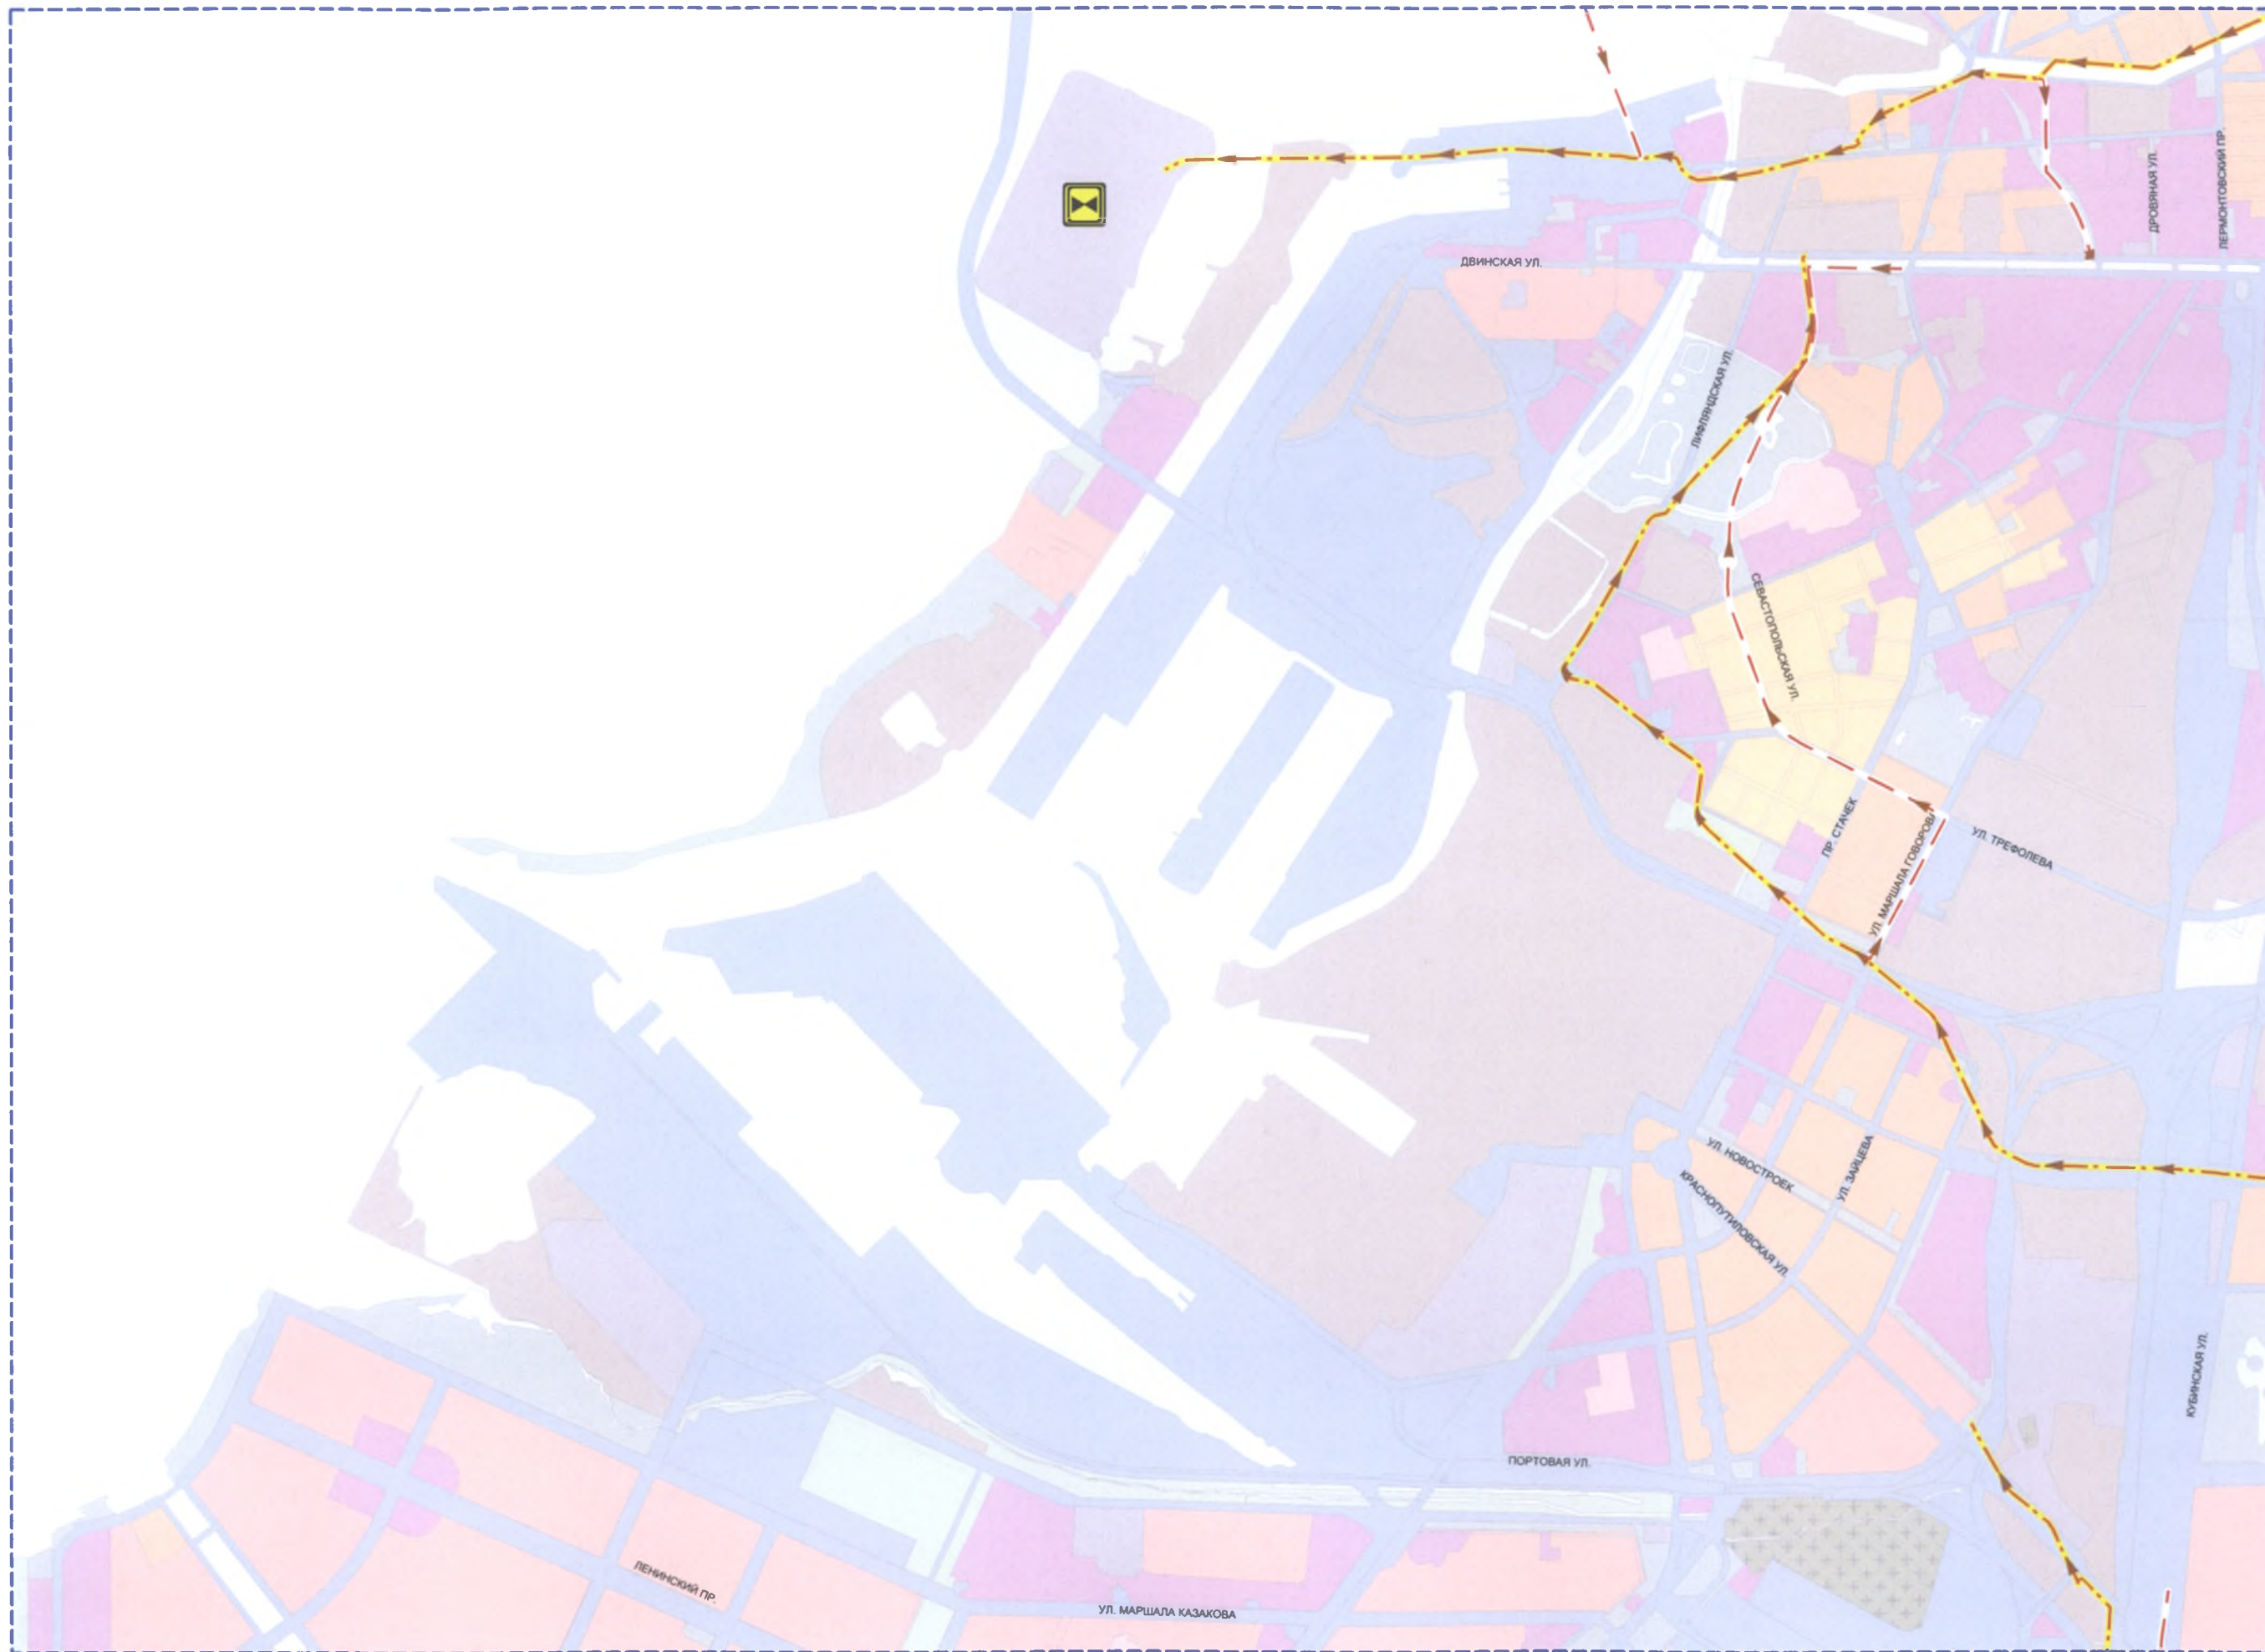 ДРОВЯНАЯ УЛ.
ЛЕРМОНТОВСКИЙ ПР.
ДВИНСКАЯ УЛ.
ЛИФЛЯНДСКАЯ УЛ.
СЕВАСТОПОЛЬСКАЯ УЛ.
ПР. СТАЧЕК
УЛ. МАРШАЛА ГОВОРОВА
УЛ. ТРЕФОЛЕВА
УЛ. НОВОСТРОЕК
УЛ. ЗАЙЦЕВА
КРАСНОПУТИЛОВСКАЯ УЛ.
КУБИНСКАЯ УЛ.
ПОРТОВАЯ УЛ.
ЛЕНИНСКИЙ ПР.
УЛ. МАРШАЛА КАЗАКОВА